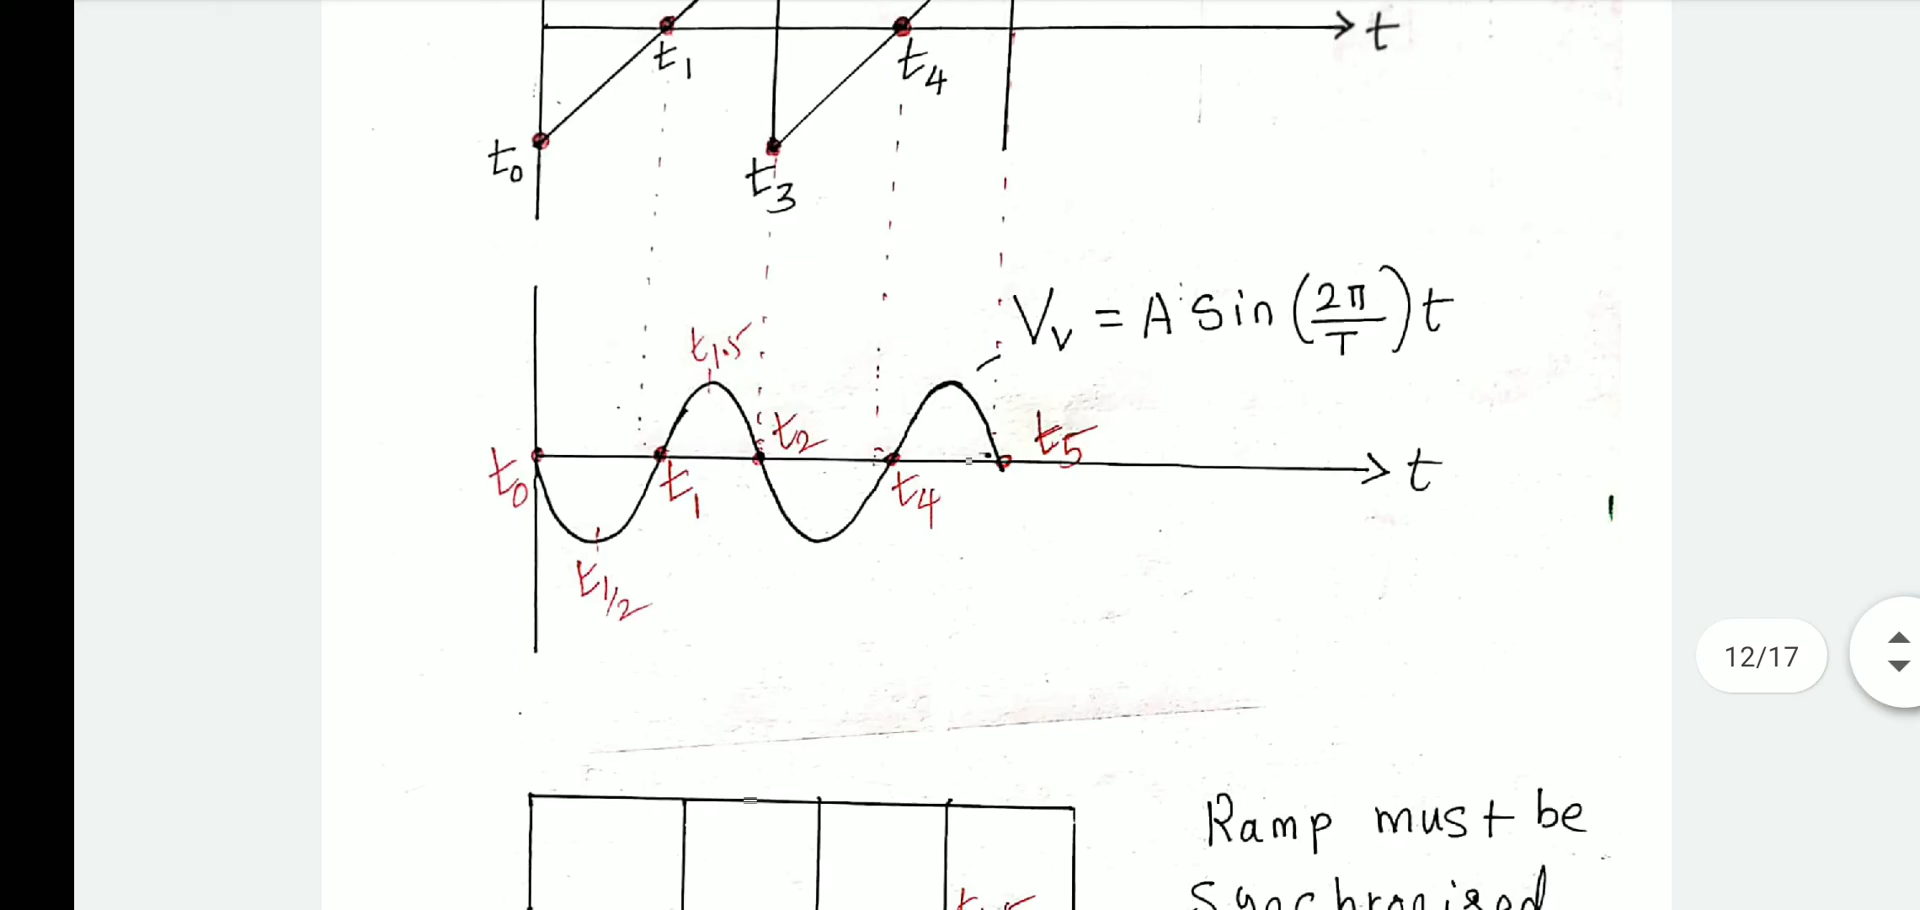 t
t1
t4
t0
t3
Vv = A Sin (2π/T) t
t1.5
t2
t5
t0
t1
t4
t
t1/2
12/17
Ramp must be
Synchronised